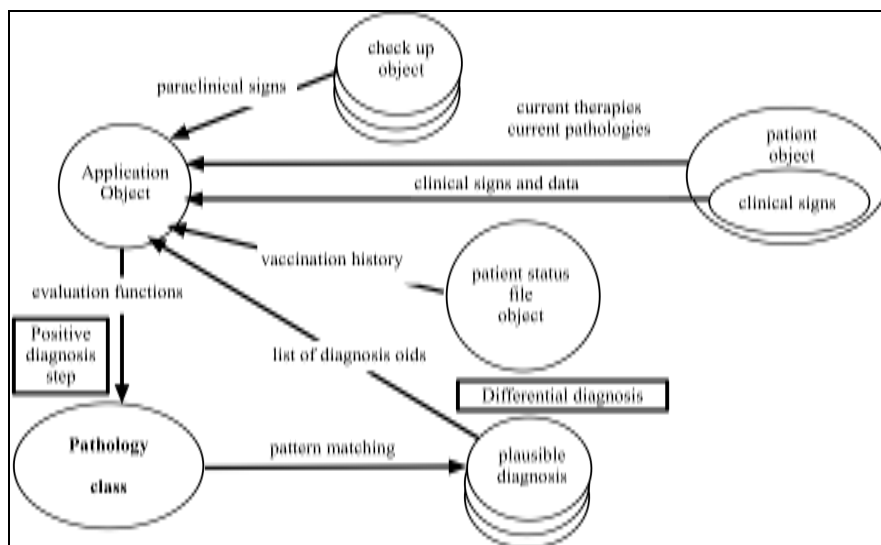 check up
object
paraclinical signs
current therapies
current pathologies
patient
object
Application
Object
clinical signs and data
clinical signs
vaccination history
patient status
file
object
evaluation functions
Positive
diagnosis
step
list of diagnosis oids
Differential diagnosis
Pathology
class
pattern matching
plausible
diagnosis